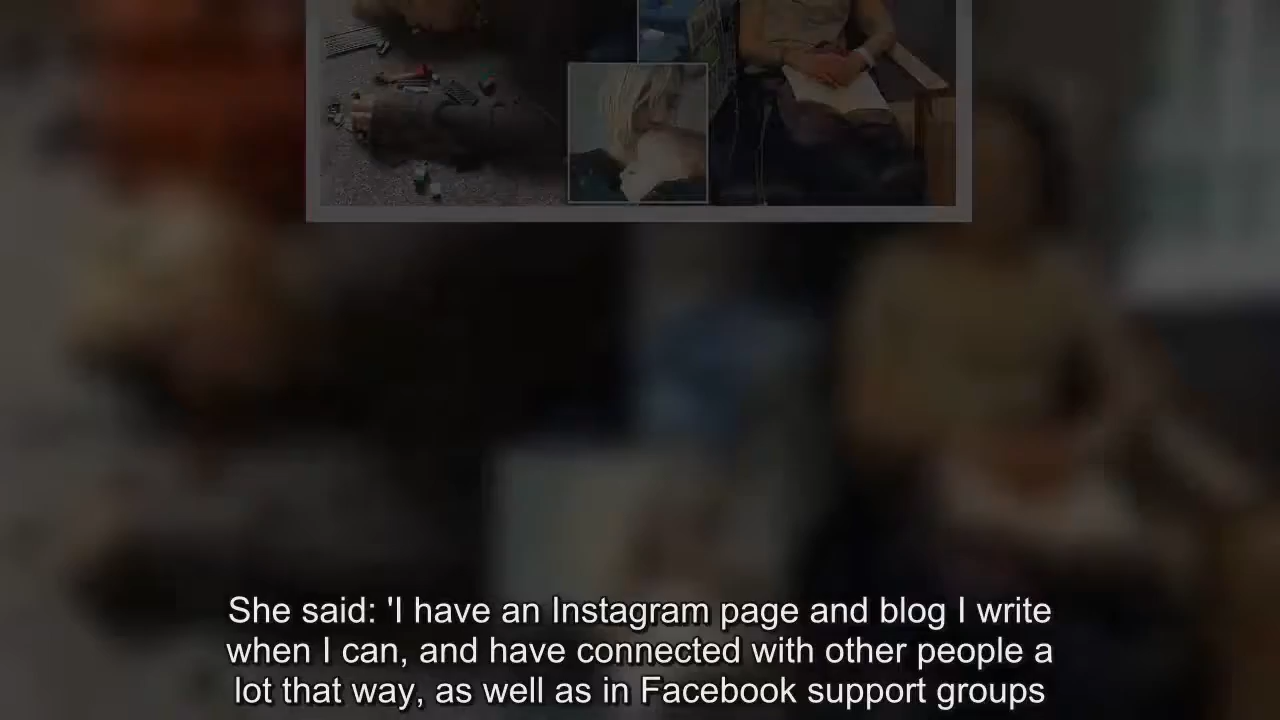 She said: 'I have an Instagram page and blog I write
when I can, and have connected with other people a
lot that way, as well as in Facebook support groups